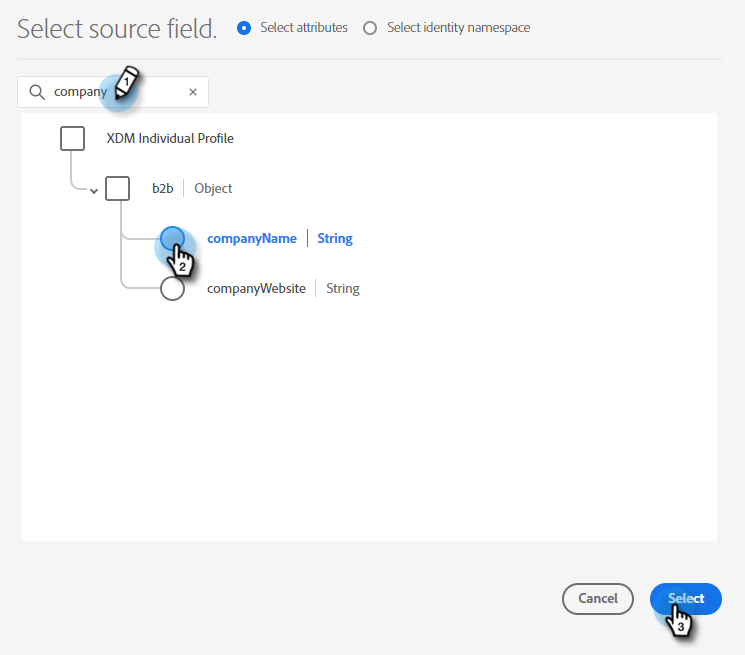 Select source field. Select attributes Select identity namespace
company 1 ×
XDM Individual Profile
b2b Object
companyName String
2
companyWebsite String
Cancel Select
3